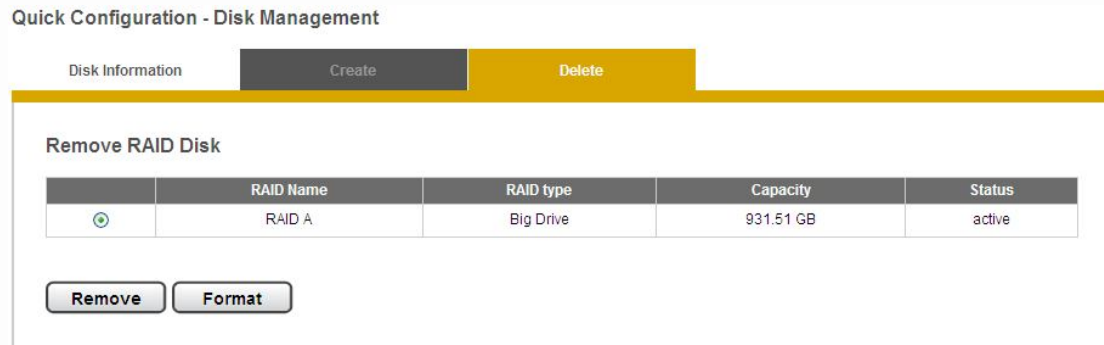 Quick Configuration - Disk Management
Disk Information Create Delete
Remove RAID Disk
RAID Name RAID type Capacity Status
RAID A Big Drive 931.51 GB active
Remove Format